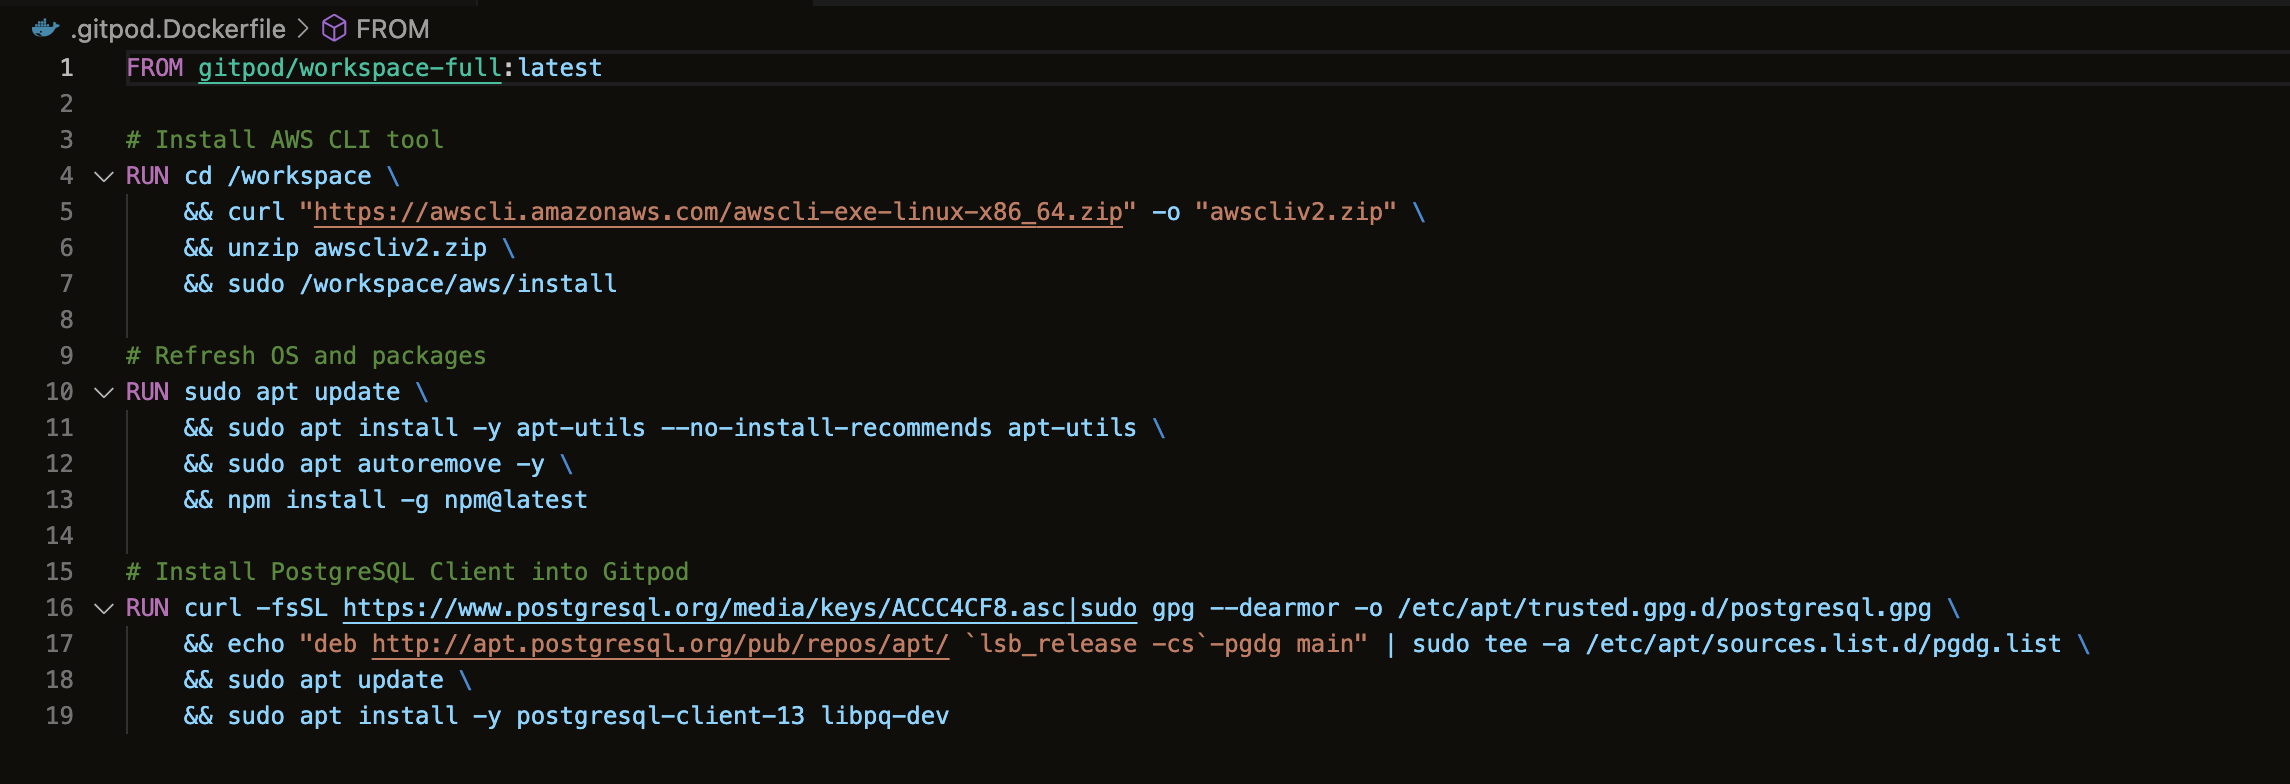 .gitpod.Dockerfile > FROM
1 FROM gitpod/workspace-full:latest
2
3 # Install AWS CLI tool
4 RUN cd /workspace \
5 && curl "https://awscli.amazonaws.com/awscli-exe-linux-x86_64.zip" -o "awscliv2.zip" \
6 && unzip awscliv2.zip \
7 && sudo /workspace/aws/install
8
9 # Refresh OS and packages
10 RUN sudo apt update \
11 && sudo apt install -y apt-utils --no-install-recommends apt-utils \
12 && sudo apt autoremove -y \
13 && npm install -g npm@latest
14
15 # Install PostgreSQL Client into Gitpod
16 RUN curl -fsSL https://www.postgresql.org/media/keys/ACCC4CF8.asc|sudo gpg --dearmor -o /etc/apt/trusted.gpg.d/postgresql.gpg \
17 && echo "deb http://apt.postgresql.org/pub/repos/apt/ `lsb_release -cs`-pgdg main" | sudo tee -a /etc/apt/sources.list.d/pgdg.list \
18 && sudo apt update \
19 && sudo apt install -y postgresql-client-13 libpq-dev